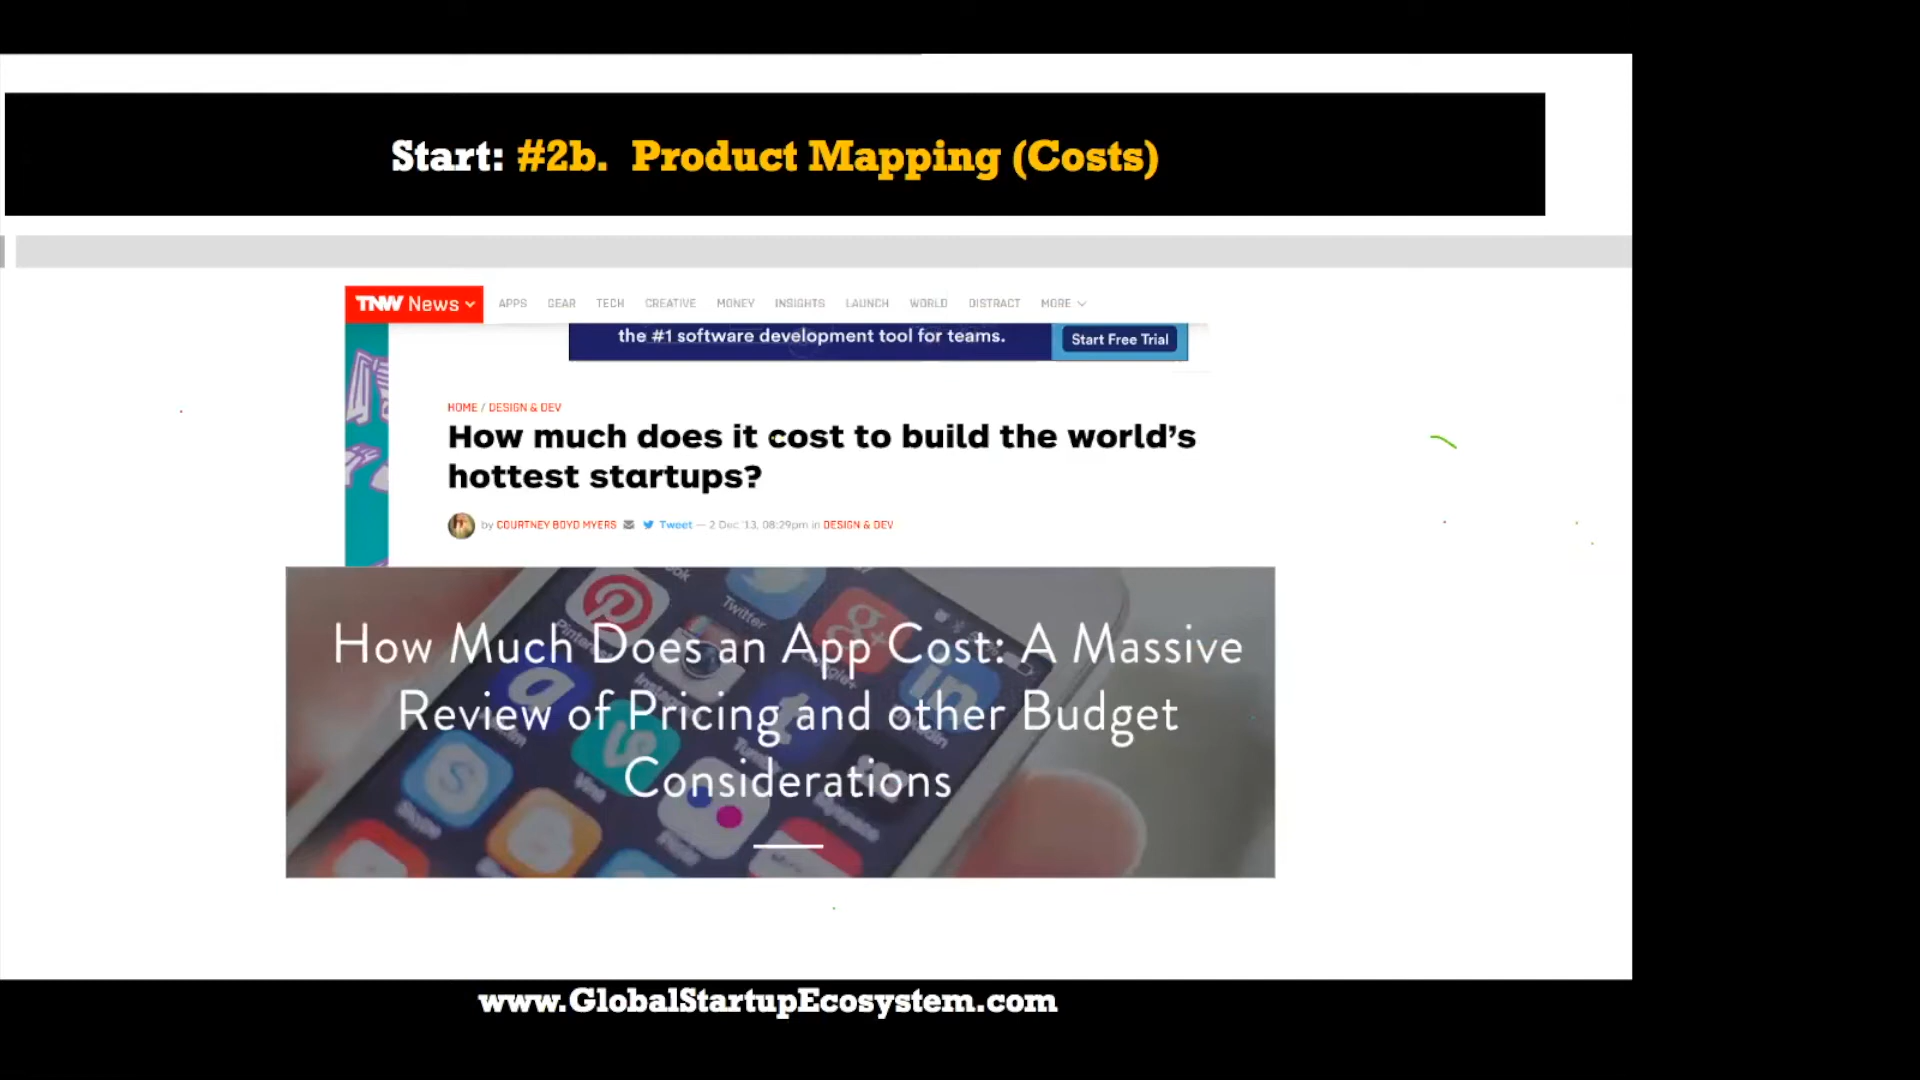 Start: #2b. Product Mapping (Costs)
TNW News APPS GEAR TECH CREATIVE MONEY INSIGHTS LAUNCH WORLD DISTRACT MORE
the #1 software development tool for teams. Start Free Trial
HOME / DESIGN & DEV
How much does it cost to build the world's
hottest startups?
by COURTNEY BOYD MYERS Tweet — 2 Dec '13, 08:29pm in DESIGN & DEV
Twitter
How Much Does an App Cost: A Massive
Review of Pricing and other Budget
Considerations
Skype
Vine
www.GlobalStartupEcosystem.com